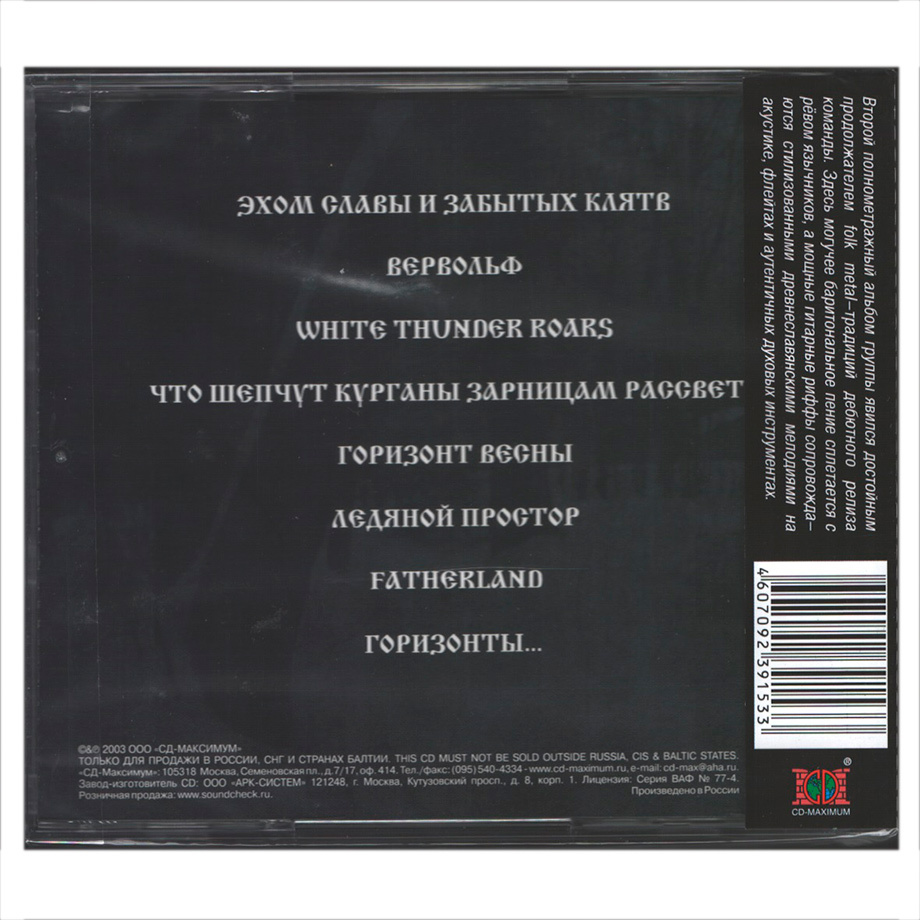 ЭХОМ СЛАВЫ И ЗАБЫТЫХ КЛЯТВ
ВЕРВОЛЬФ
WHITE THUNDER ROARS
ЧТО ШЕПЧУТ КУРГАНЫ ЗАРНИЦАМ РАССВЕТ
ГОРИЗОНТ ВЕСНЫ
ЛЕДЯНОЙ ПРОСТОР
FATHERLAND
ГОРИЗОНТЫ...
©&℗ 2003 ООО «СД-МАКСИМУМ»
ТОЛЬКО ДЛЯ ПРОДАЖИ В РОССИИ, СНГ И СТРАНАХ БАЛТИИ. THIS CD MUST NOT BE SOLD OUTSIDE RUSSIA, CIS & BALTIC STATES.
«СД-Максимум»: 105318 Москва, Семеновская пл., д.7/17, оф. 414. Тел./факс: (095) 540-4334 - www.cd-maximum.ru, e-mail: cd-max@aha.ru.
Завод-изготовитель CD: ООО «АРК-СИСТЕМ» 121248, г. Москва, Кутузовский просп., д. 8, корп. 1. Лицензия: Серия ВАФ № 77-4.
Розничная продажа: www.soundcheck.ru.
Произведено в России
Второй полнометражный альбом группы явился достойным
продолжателем folk metal-традиций дебютного релиза
команды. Здесь могучее баритональное пение сплетается с
рёвом язычников, а мощные гитарные риффы сопровожда-
ются стилизованными древнеславянскими мелодиями на
акустике, флейтах и аутентичных духовых инструментах.
4607092391533
®
CD-MAXIMUM